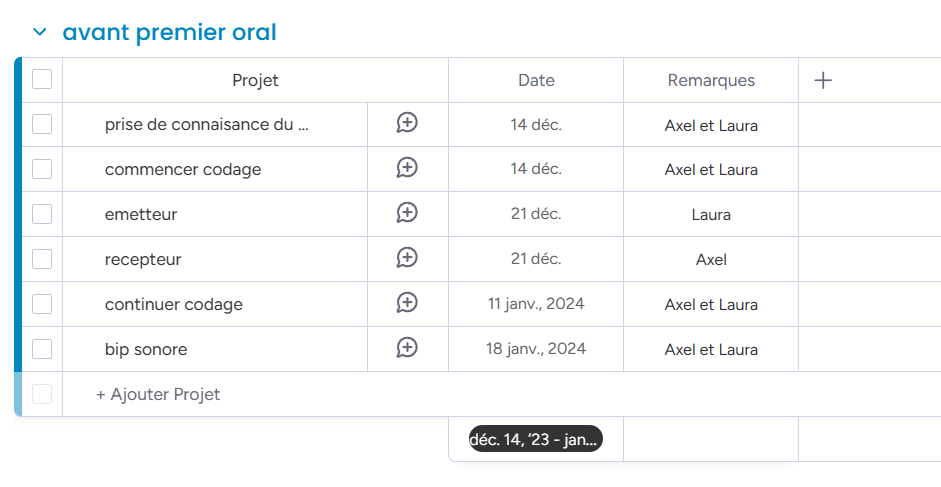 avant premier oral
Projet Date Remarques
prise de connaisance du ... 14 déc. Axel et Laura
commencer codage 14 déc. Axel et Laura
emetteur 21 déc. Laura
recepteur 21 déc. Axel
continuer codage 11 janv., 2024 Axel et Laura
bip sonore 18 janv., 2024 Axel et Laura
+ Ajouter Projet
déc. 14, '23 - jan...